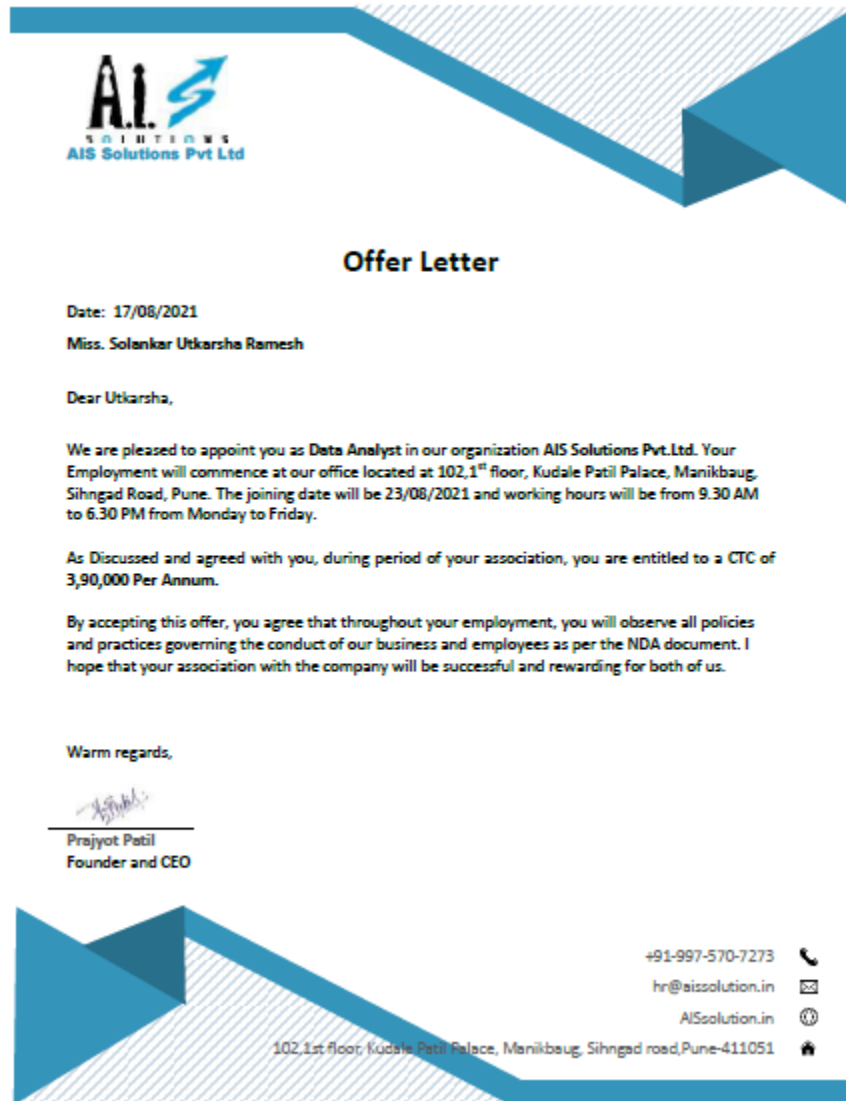 A.i.S
SOLUTIONS
AIS Solutions Pvt Ltd
Offer Letter
Date: 17/08/2021
Miss. Solankar Utkarsha Ramesh
Dear Utkarsha,
We are pleased to appoint you as Data Analyst in our organization AIS Solutions Pvt.Ltd. Your
Employment will commence at our office located at 102,1st floor, Kudale Patil Palace, Manikbaug,
Sihngad Road, Pune. The joining date will be 23/08/2021 and working hours will be from 9.30 AM
to 6.30 PM from Monday to Friday.
As Discussed and agreed with you, during period of your association, you are entitled to a CTC of
3,90,000 Per Annum.
By accepting this offer, you agree that throughout your employment, you will observe all policies
and practices governing the conduct of our business and employees as per the NDA document. I
hope that your association with the company will be successful and rewarding for both of us.
Warm regards,
Prajyot Patil
Founder and CEO
+91-997-570-7273
hr@aissolution.in
AISsolution.in
102,1st floor, Kudale Patil Palace, Manikbaug, Sihngad road,Pune-411051